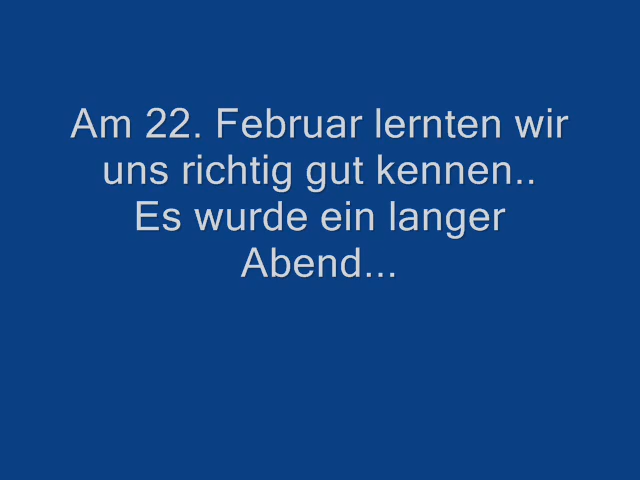 Am 22. Februar lernten wir
uns richtig gut kennen..
Es wurde ein langer
Abend...